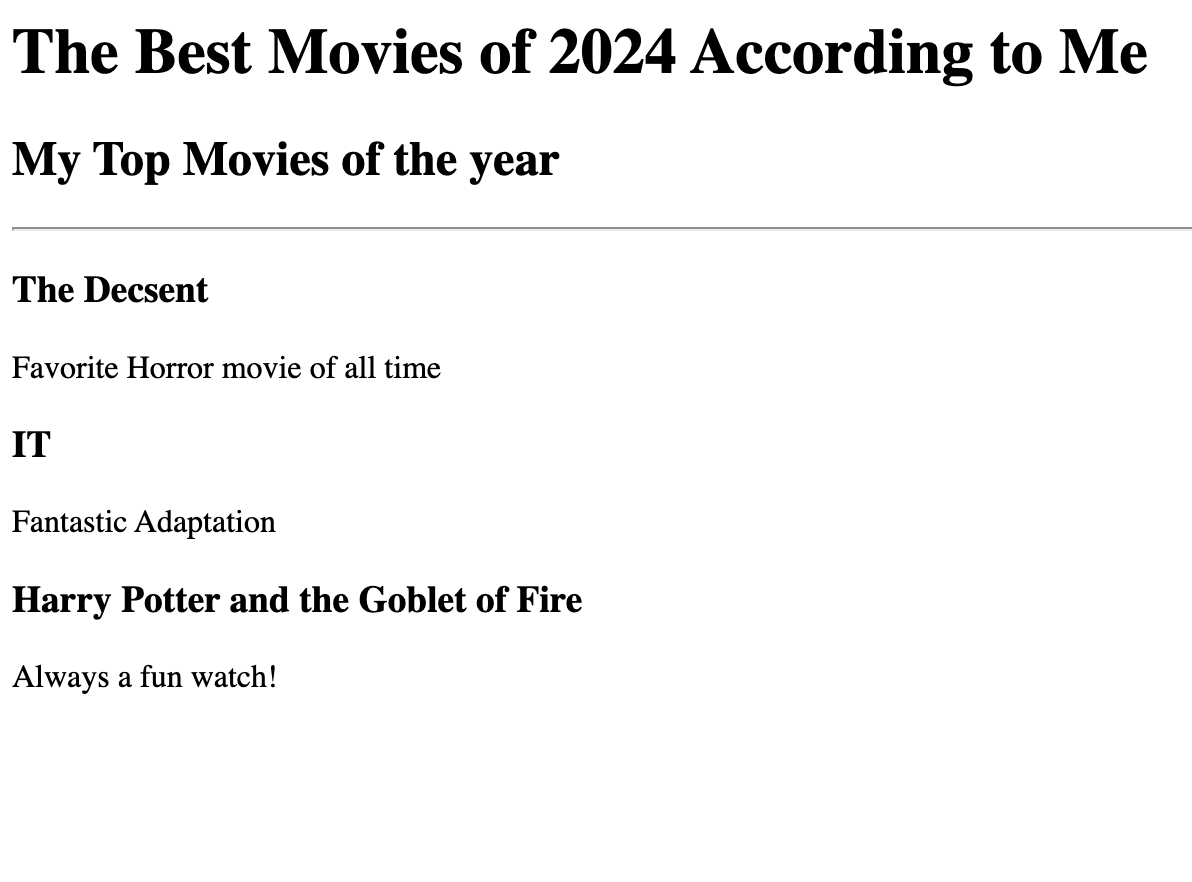 The Best Movies of 2024 According to Me
My Top Movies of the year
The Decsent
Favorite Horror movie of all time
IT
Fantastic Adaptation
Harry Potter and the Goblet of Fire
Always a fun watch!